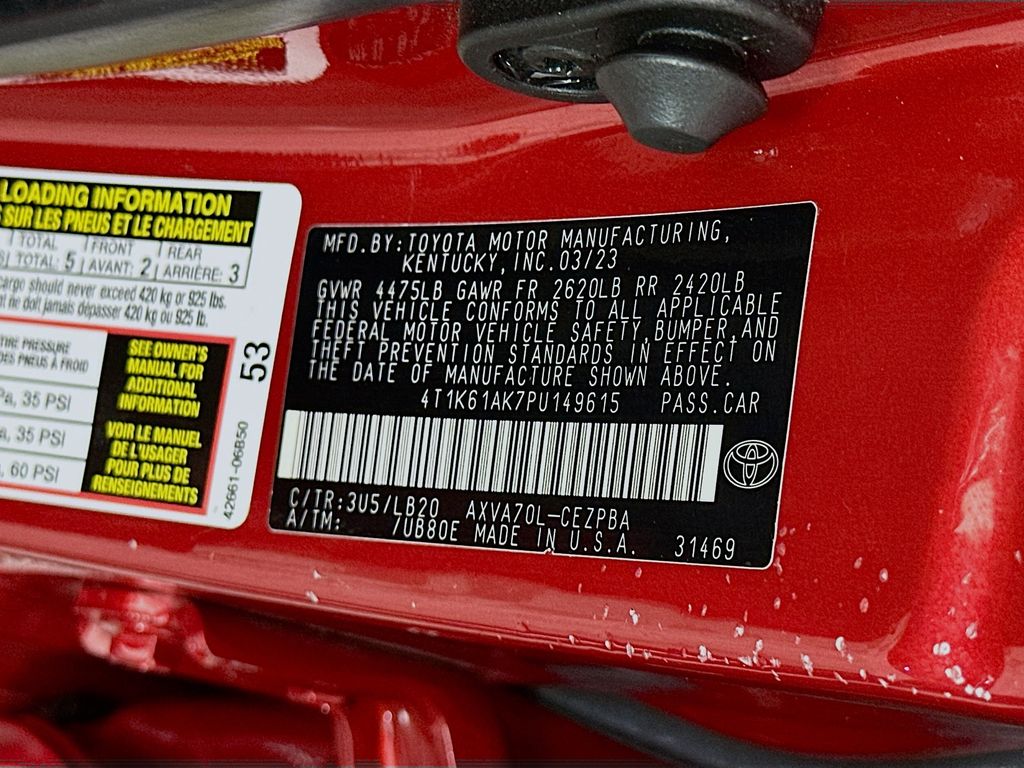 LOADING INFORMATION
SUR LES PNEUS ET LE CHARGEMENT
TOTAL FRONT REAR
TOTAL: 5 AVANT: 2 ARRIÈRE: 3
cargo should never exceed 420 kg or 925 lbs.
ne doit jamais dépasser 420 kg ou 925 lb.
TIRE PRESSURE
DES PNEUS À FROID
35 PSI
35 PSI
60 PSI
SEE OWNER'S
MANUAL FOR
ADDITIONAL
INFORMATION
VOIR LE MANUEL
DE L'USAGER
POUR PLUS DE
RENSEIGNEMENTS
53
42661-06B50
MFD.BY:TOYOTA MOTOR MANUFACTURING,
KENTUCKY, INC.03/23
GVWR 4475LB GAWR FR 2620LB RR 2420LB
THIS VEHICLE CONFORMS TO ALL APPLICABLE
FEDERAL MOTOR VEHICLE SAFETY,BUMPER,AND
THEFT PREVENTION STANDARDS IN EFFECT ON
THE DATE OF MANUFACTURE SHOWN ABOVE.
4T1K61AK7PU149615 PASS.CAR
C/TR:3U5/LB20 AXVA70L-CEZPBA
A/TM: /UB80E MADE IN U.S.A. 31469